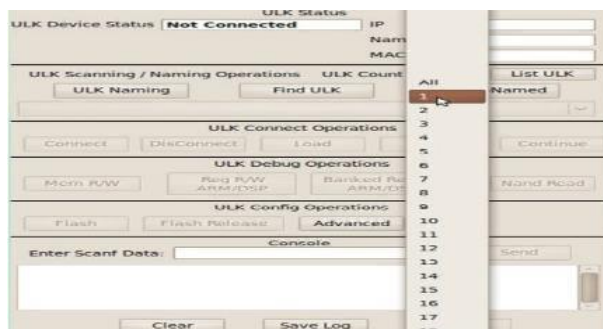 ULK Status
ULK Device Status Not Connected IP
Nam
MAC
ULK Scanning / Naming Operations ULK Count List ULK
ULK Naming Find ULK Named
ULK Connect Operations
Connect DisConnect Load Continue
ULK Debug Operations
Mem R/W Reg R/W ARM/DSP Banked Re ARM/DS Nand Read
ULK Config Operations
Flash Flash Release Advanced
Console
Enter Scanf Data: Send
Clear Save Log
All
1
2
3
4
5
6
7
8
9
10
11
12
13
14
15
16
17